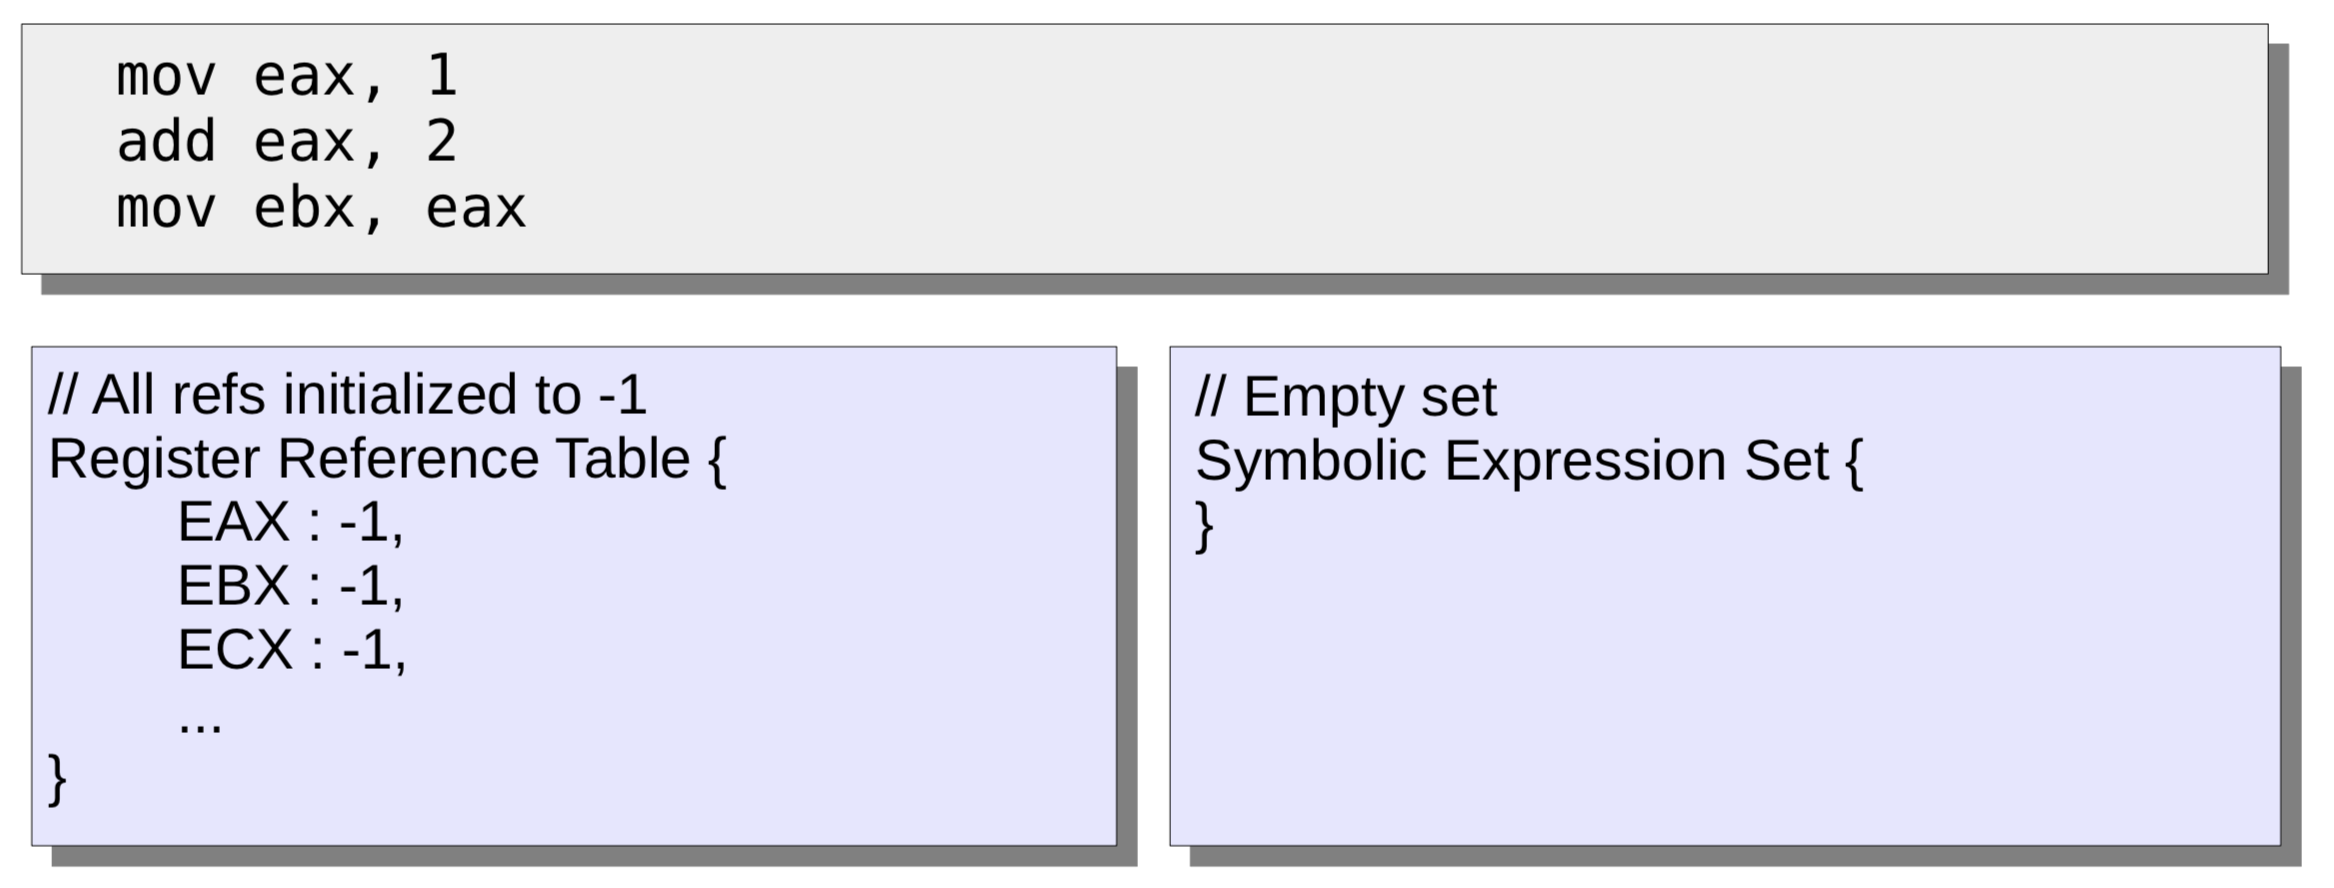 mov eax, 1
add eax, 2
mov ebx, eax
// All refs initialized to -1
Register Reference Table {
EAX : -1,
EBX : -1,
ECX : -1,
...
}
// Empty set
Symbolic Expression Set {
}